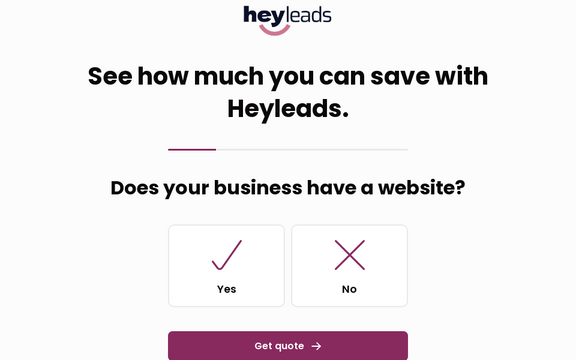 heyleads
See how much you can save with
Heyleads.
Does your business have a website?
Yes
No
Get quote